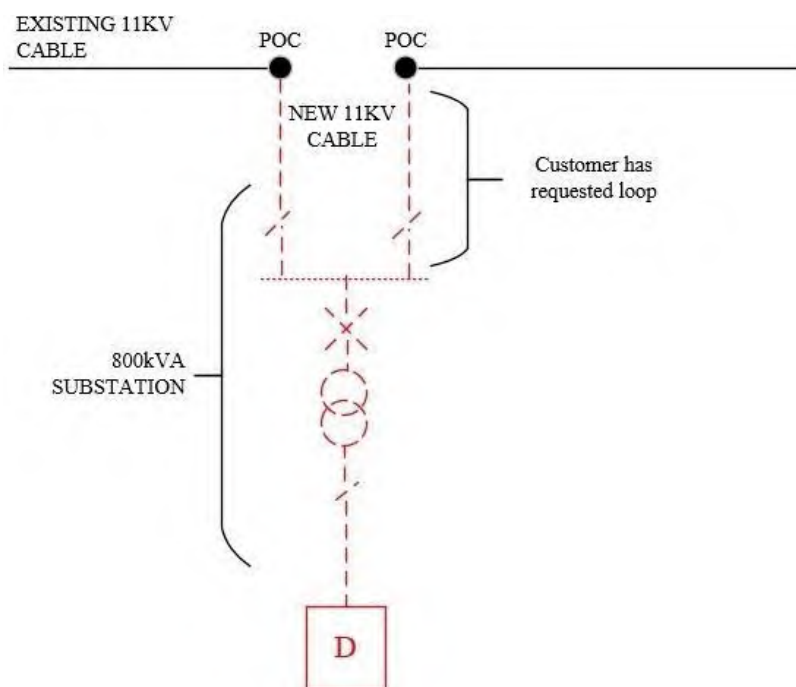 EXISTING 11KV
CABLE
POC
POC
NEW 11KV
CABLE
Customer has
requested loop
800kVA
SUBSTATION
D